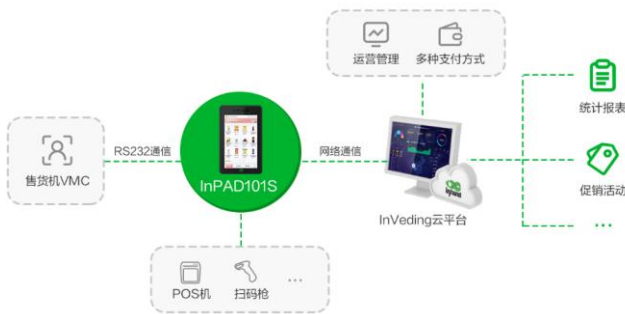 运营管理
多种支付方式
统计报表
RS232通信
网络通信
售货机VMC
InPAD101S
促销活动
InVeding云平台
...
POS机
扫码枪
...